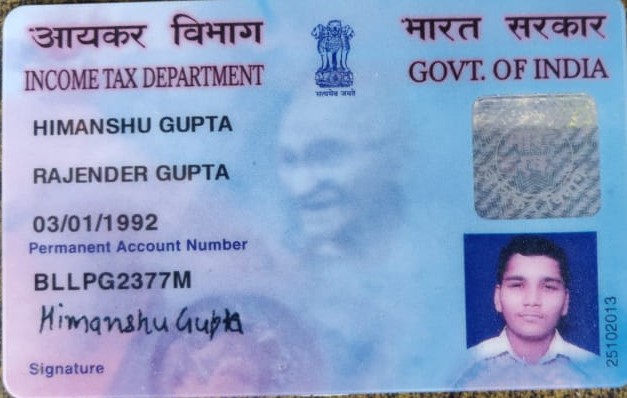 आयकर विभाग
INCOME TAX DEPARTMENT
सत्यमेव जयते
भारत सरकार
GOVT. OF INDIA
HIMANSHU GUPTA
RAJENDER GUPTA
03/01/1992
Permanent Account Number
BLLPG2377M
Himanshu Gupta
Signature
25102013